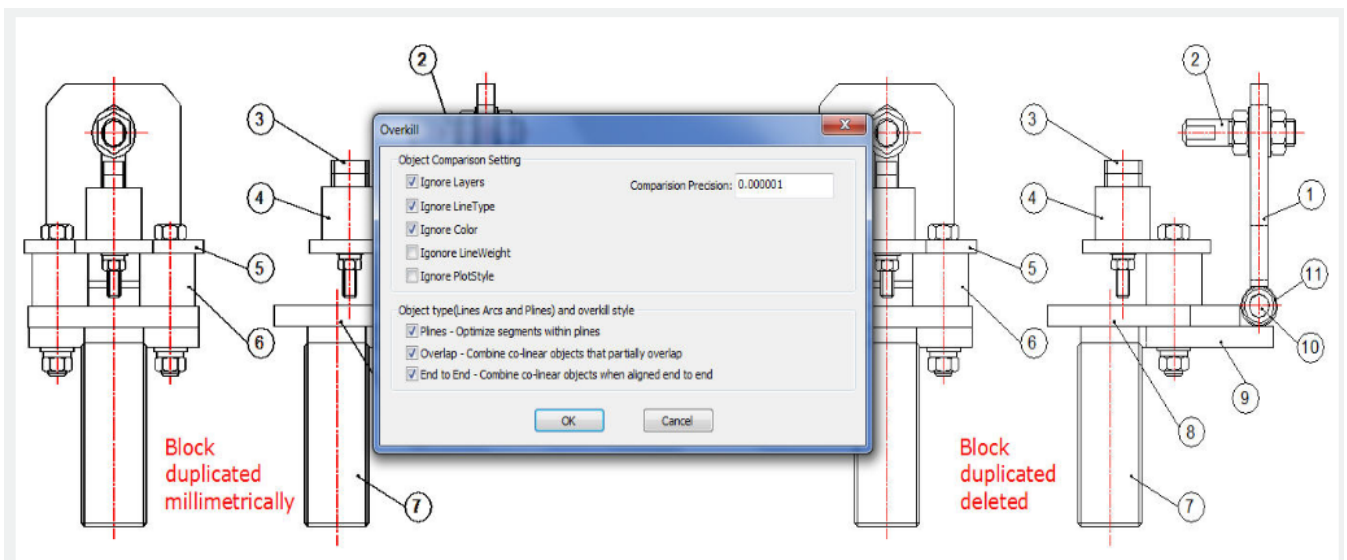 2
2
Overkill
X
3
3
Object Comparison Setting
Ignore Layers
Comparision Precision: 0.000001
4
4
1
Ignore LineType
Ignore Color
Igonore LineWeight
5
5
11
Ignore PlotStyle
Object type(Lines Arcs and Plines) and overkill style
Plines - Optimize segments within plines
6
6
10
Overlap - Combine co-linear objects that partially overlap
End to End - Combine co-linear objects when aligned end to end
9
OK
Cancel
8
Block
duplicated
millimetrically
Block
duplicated
deleted
7
7